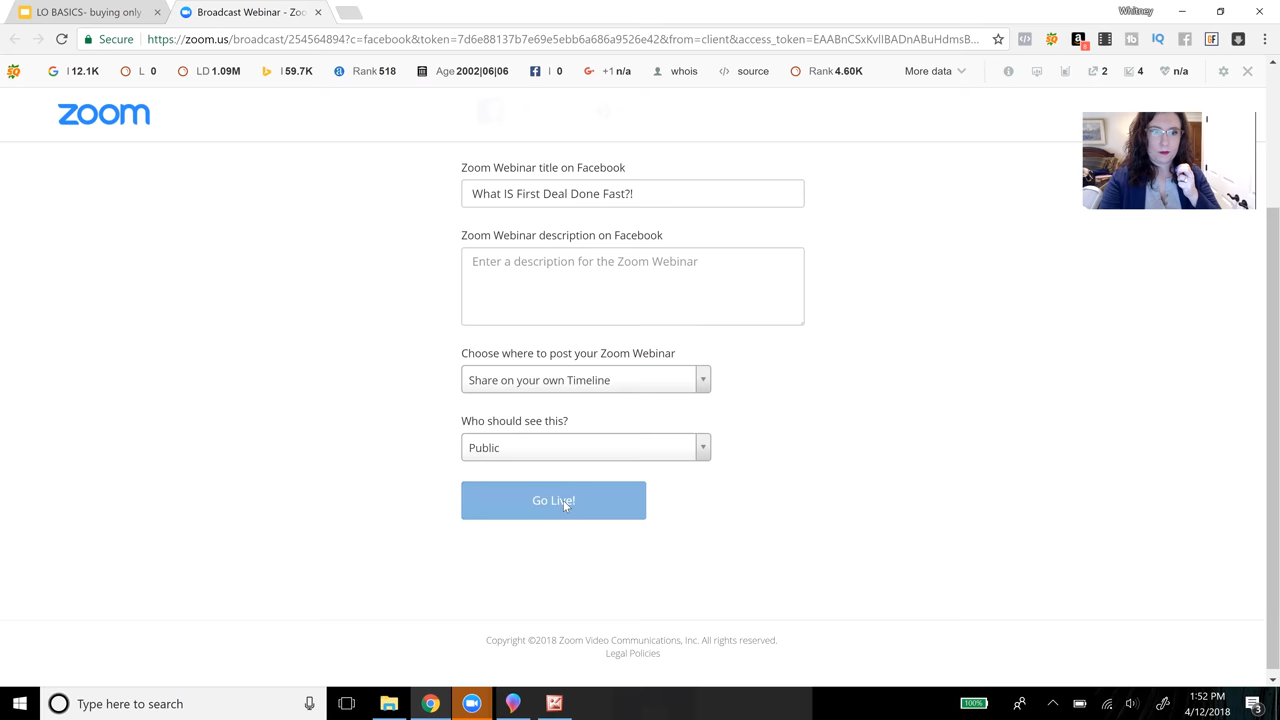 LO BASICS- buying only
Broadcast Webinar - Zoo
Whitney
Secure
https://zoom.us/broadcast/254564894?c=facebook&token=7d6e88137b7e69e5ebb6a686a9526e42&from=client&access_token=EAABnCSxKvlIBADnABuHdmsB...
I 12.1K
L 0
LD 1.09M
I 59.7K
Rank 518
Age 2002|06|06
I 0
+1 n/a
whois
source
Rank 4.60K
More data
2
4
n/a
zoom
Zoom Webinar title on Facebook
What IS First Deal Done Fast?!
Zoom Webinar description on Facebook
Enter a description for the Zoom Webinar
Choose where to post your Zoom Webinar
Share on your own Timeline
Who should see this?
Public
Go Live!
Copyright ©2018 Zoom Video Communications, Inc. All rights reserved.
Legal Policies
Type here to search
100%
1:52 PM
4/12/2018
3